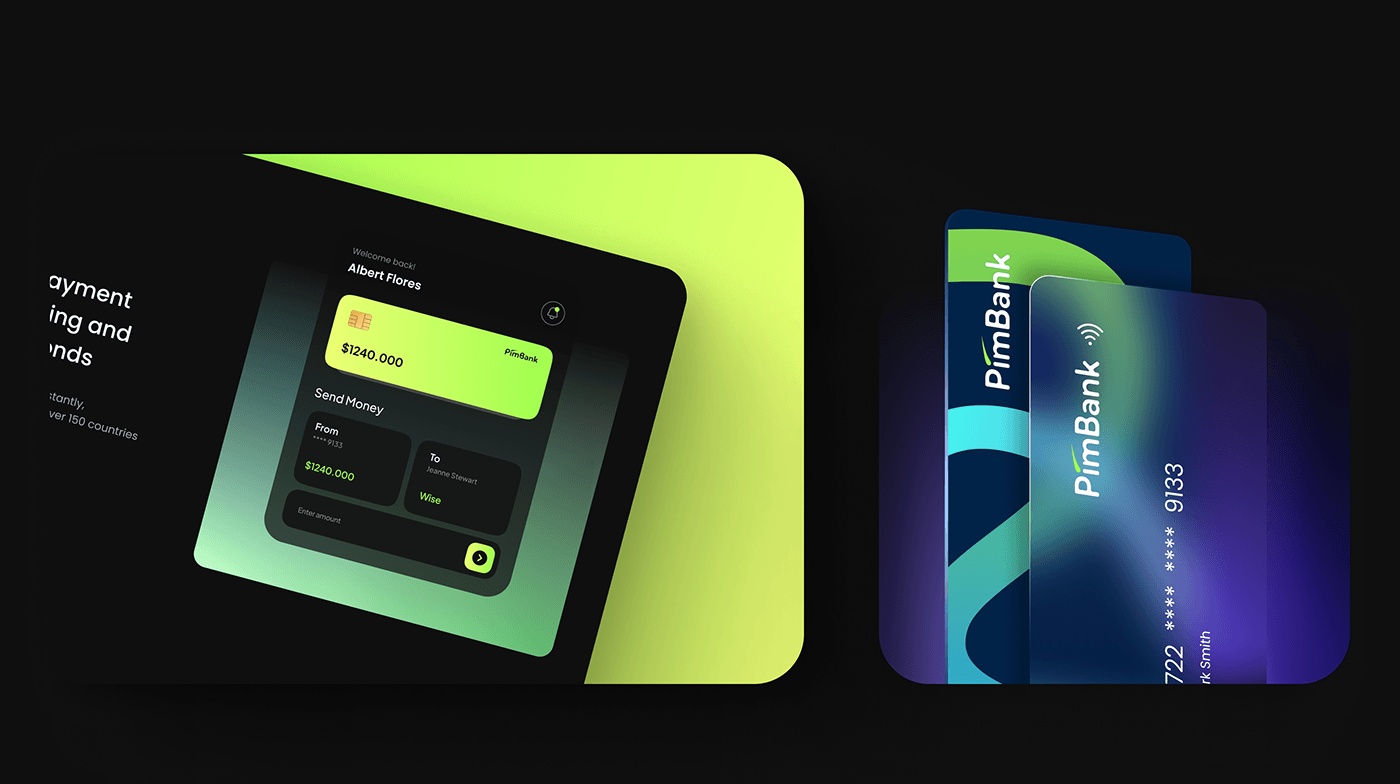 ayment
ing and
onds
stantly,
ver 150 countries
Welcome back!
Albert Flores
$1240.000
PimBank
Send Money
From
**** 9133
$1240.000
To
Jeanne Stewart
Wise
Enter amount
PimBank
PimBank
722 **** **** 9133
rk Smith